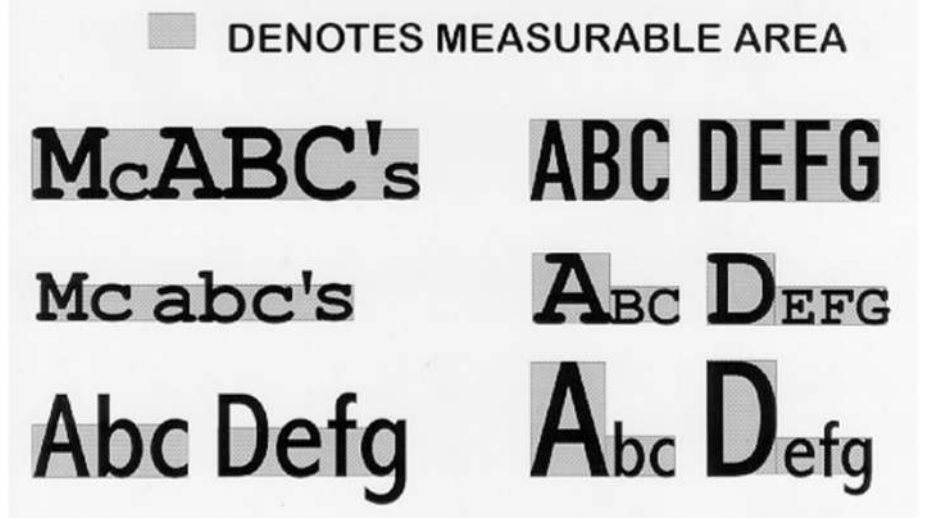 DENOTES MEASURABLE AREA
McABC's ABC DEFG
Mc abc's ABC DEFG
Abc Defg Abc Defg